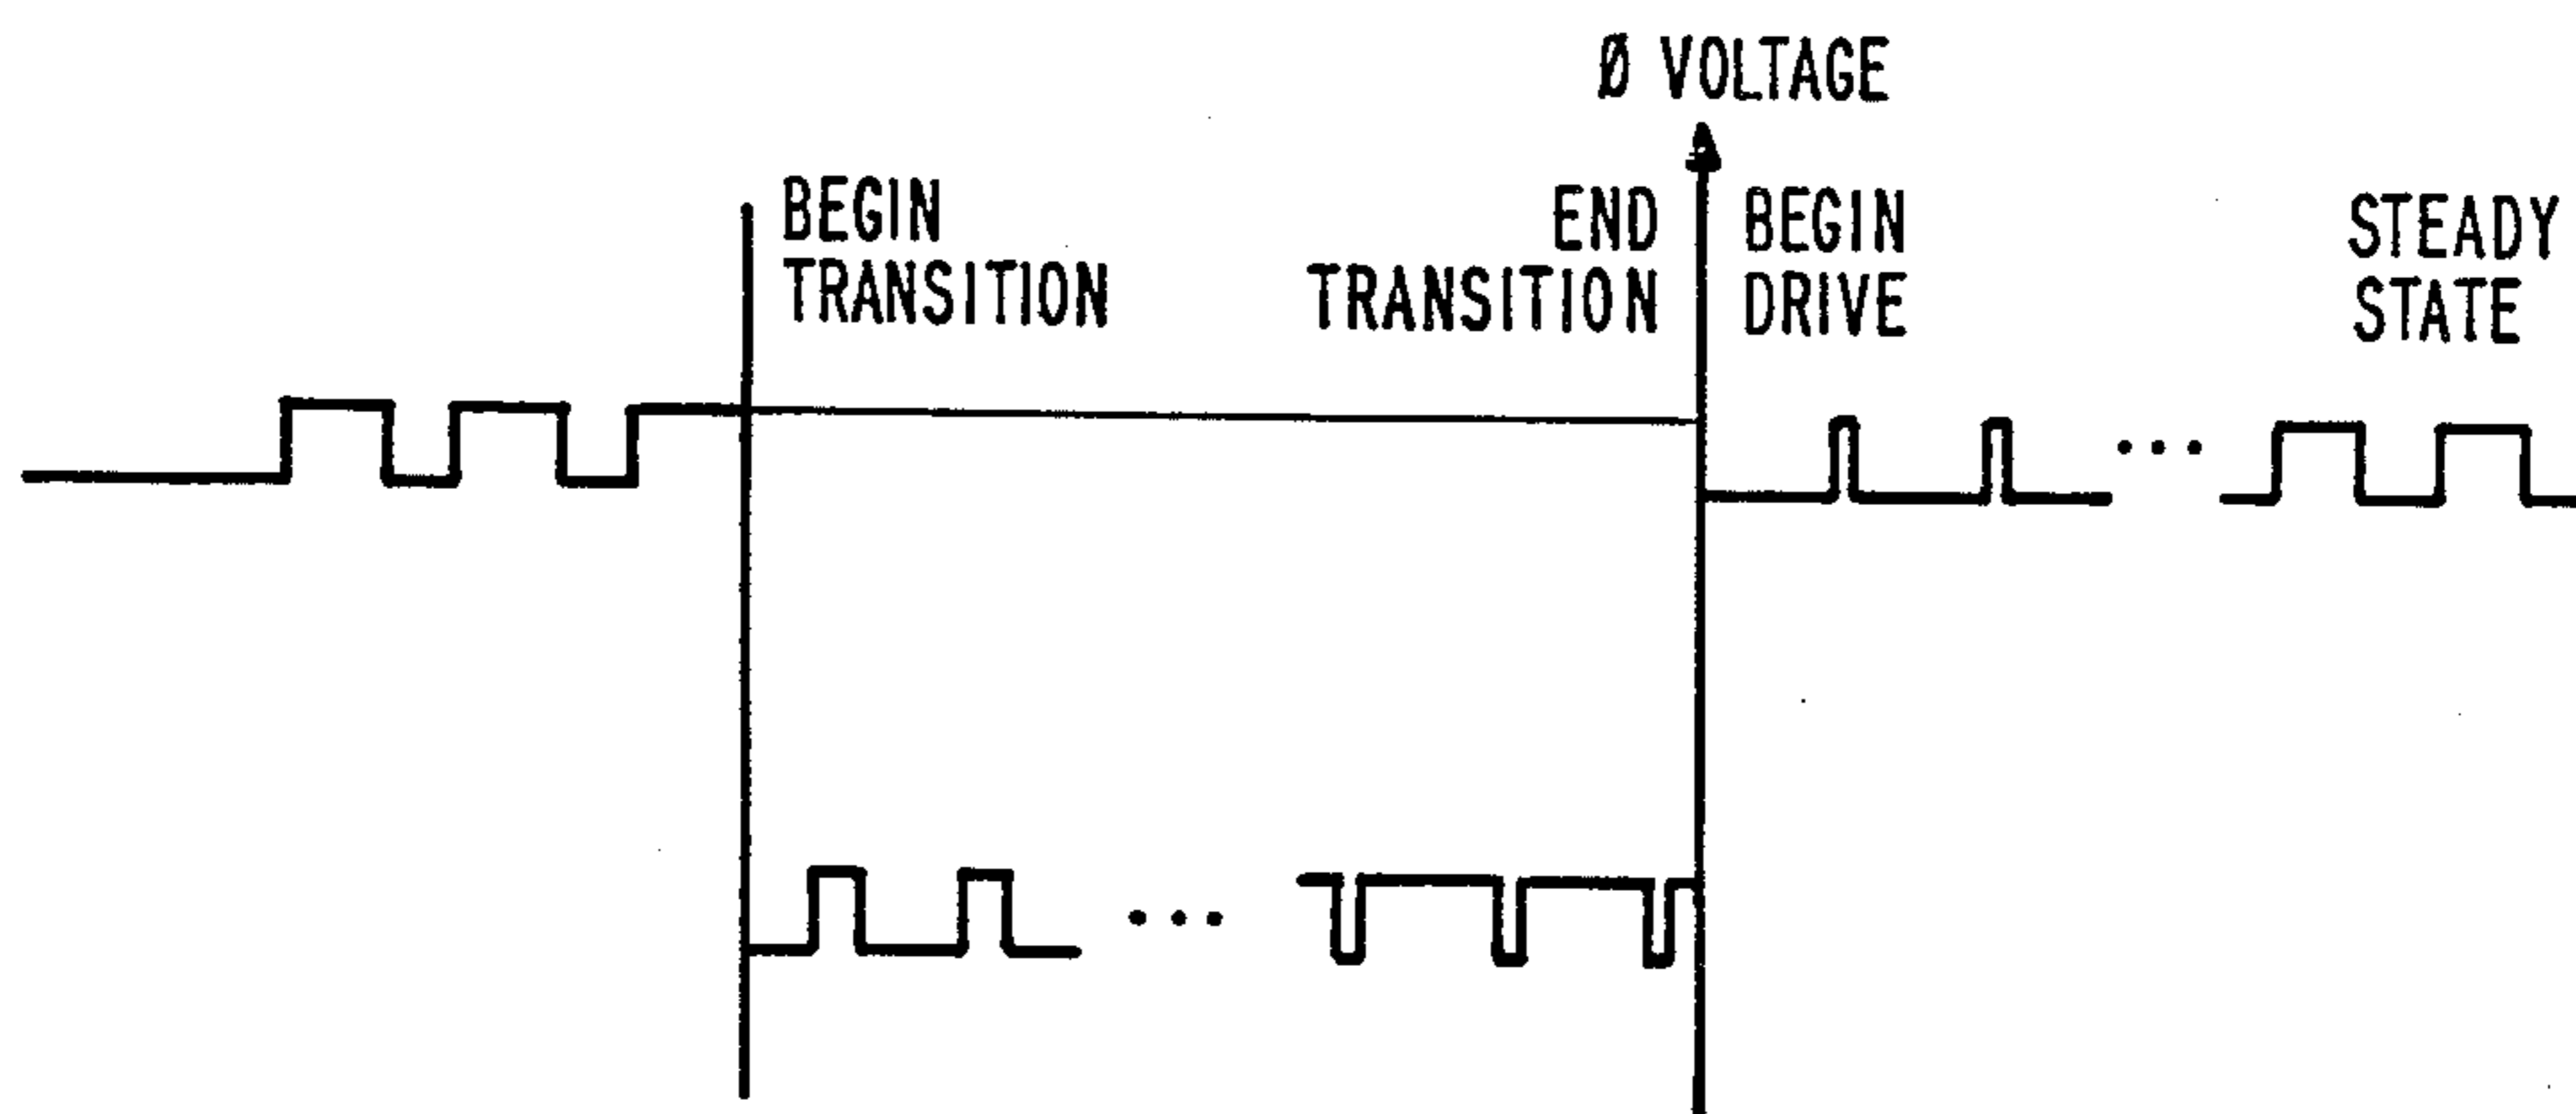 Ø VOLTAGE
BEGIN
TRANSITION
END
TRANSITION
BEGIN
DRIVE
STEADY
STATE